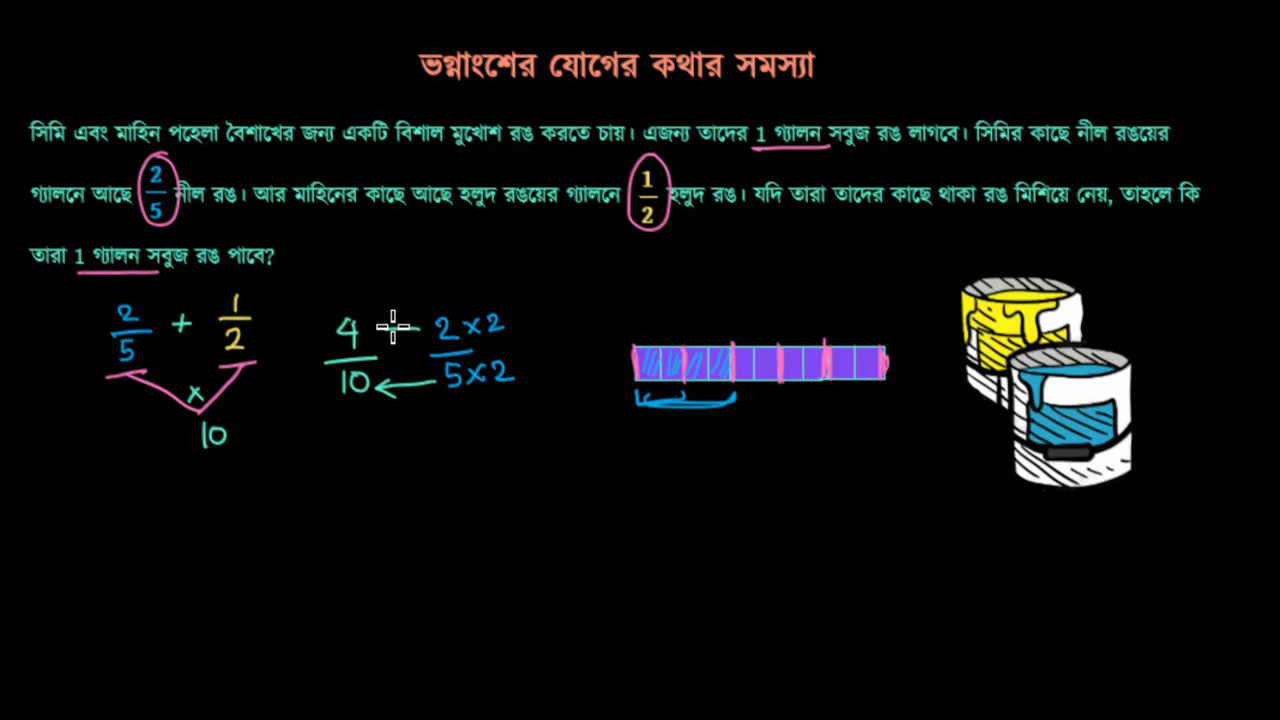 ভগ্নাংশের যোগের কথার সমস্যা
সিমি এবং মাহিন পহেলা বৈশাখের জন্য একটি বিশাল মুখোশ রঙ করতে চায়। এজন্য তাদের 1 গ্যালন সবুজ রঙ লাগবে। সিমির কাছে নীল রঙয়ের
গ্যালনে আছে 2/5 নীল রঙ। আর মাহিনের কাছে আছে হলুদ রঙয়ের গ্যালনে 1/2 হলুদ রঙ। যদি তারা তাদের কাছে থাকা রঙ মিশিয়ে নেয়, তাহলে কি
তারা 1 গ্যালন সবুজ রঙ পাবে?
2/5 + 1/2
4/10 ← 2×2/5×2
×
10